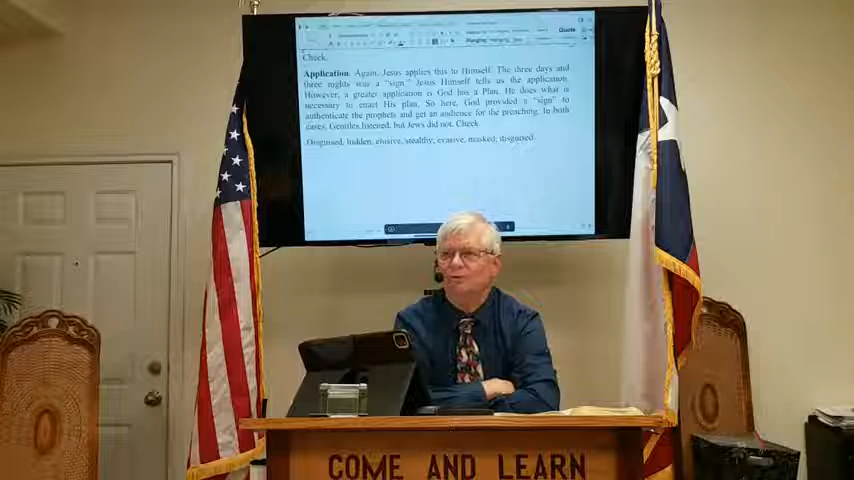 Quote
Check.
Application. Again, Jesus applies this to Himself. The three days and
three nights was a "sign." Jesus Himself tells us the application.
However, a greater application is God has a Plan. He does what is
necessary to enact His plan. So here, God provided a "sign" to
authenticate the prophets and get an audience for the preaching. In both
cases, Gentiles listened, but Jews did not. Check.
Disguised, hidden, elusive, stealthy, evasive, masked, disguised.
COME AND LEARN